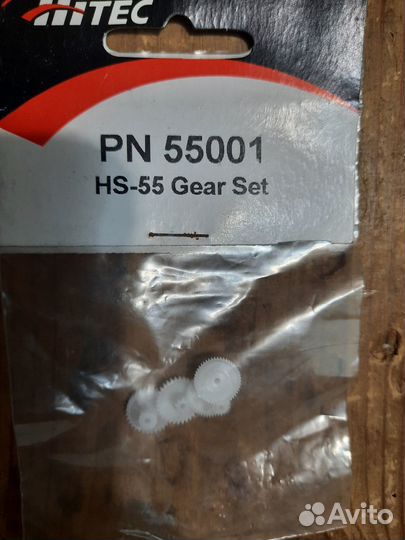 HITEC
PN 55001
HS-55 Gear Set
Avito